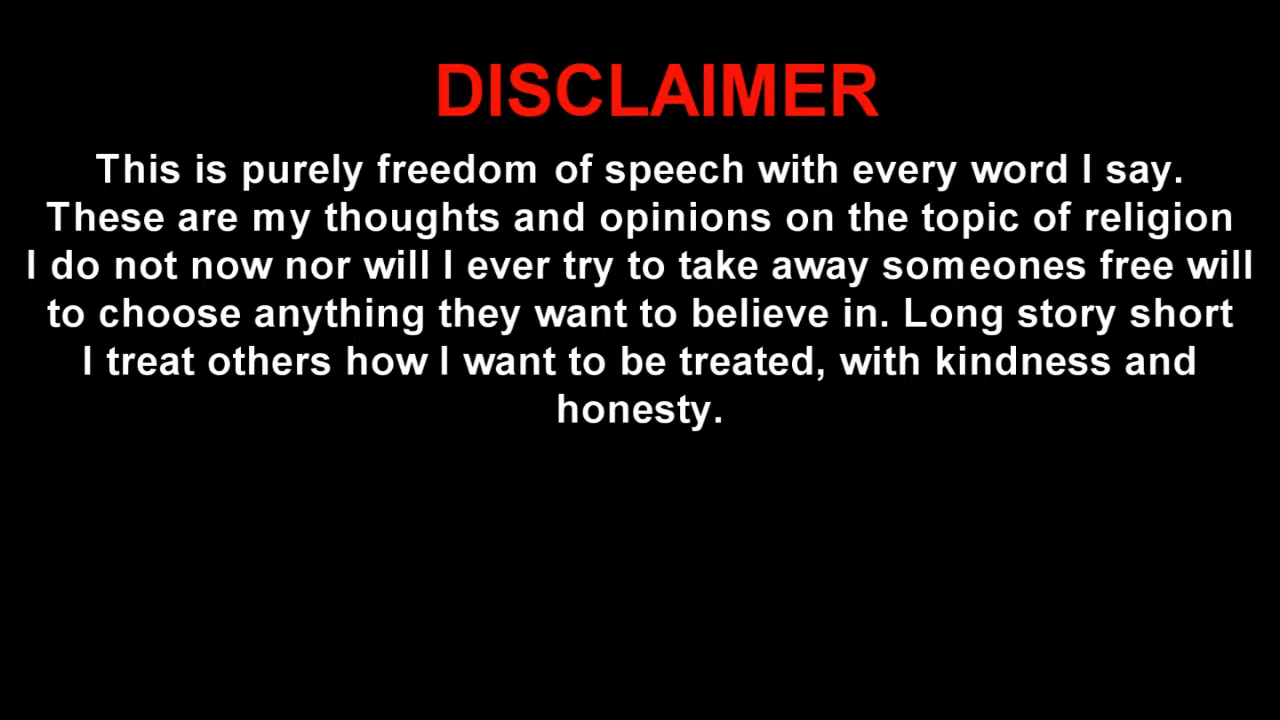 DISCLAIMER
This is purely freedom of speech with every word I say.
These are my thoughts and opinions on the topic of religion
I do not now nor will I ever try to take away someones free will
to choose anything they want to believe in. Long story short
I treat others how I want to be treated, with kindness and
honesty.